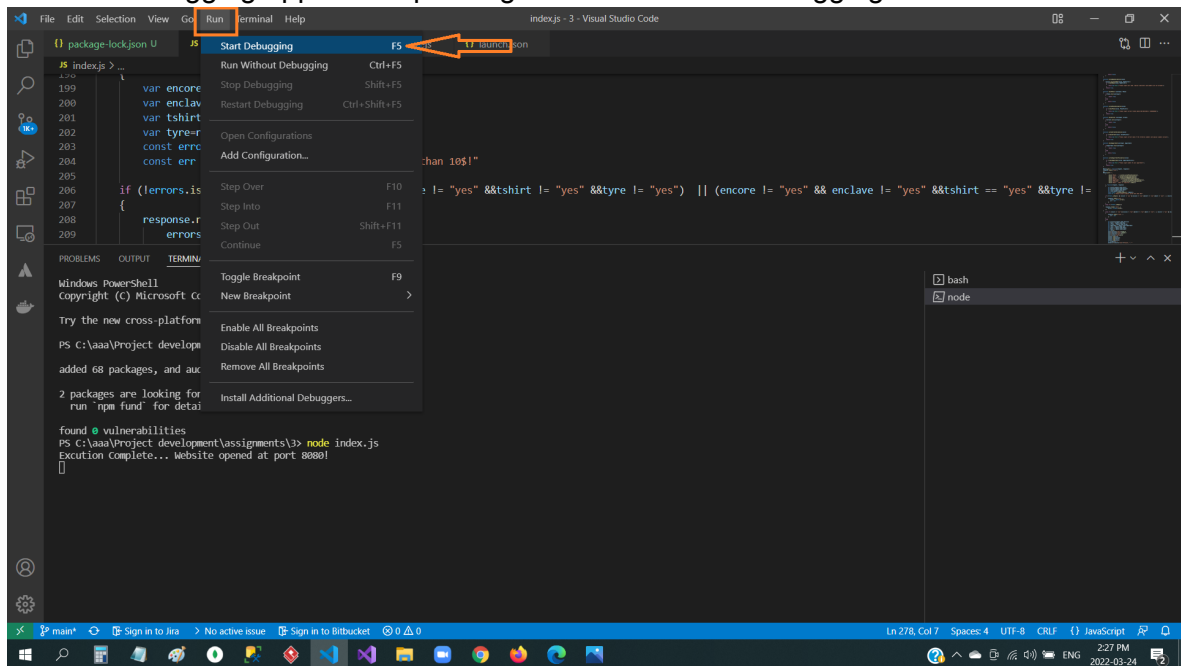 File Edit Selection View Go Run Terminal Help index.js - 3 - Visual Studio Code
{} package-lock.json U JS
JS index.js > ...
Start Debugging F5
Run Without Debugging Ctrl+F5
Stop Debugging Shift+F5
Restart Debugging Ctrl+Shift+F5
Open Configurations
Add Configuration...
Step Over F10
Step Into F11
Step Out Shift+F11
Continue F5
Toggle Breakpoint F9
New Breakpoint >
Enable All Breakpoints
Disable All Breakpoints
Remove All Breakpoints
Install Additional Debuggers...
198 {
199 var encore
200 var enclav
201 var tshirt
202 var tyre=r
203 const errc
204 const err chan 10$!"
205
206 if (!errors.is e != "yes" &&tshirt != "yes" &&tyre != "yes") || (encore != "yes" && enclave != "yes" &&tshirt == "yes" &&tyre !=
207 {
208 response.r
209 errors
1K+
PROBLEMS OUTPUT TERMINA
Windows PowerShell
Copyright (C) Microsoft Co
Try the new cross-platform
PS C:\aaa\Project developm
added 68 packages, and aud
2 packages are looking for
run `npm fund` for detai
found 0 vulnerabilities
PS C:\aaa\Project development\assignments\3> node index.js
Excution Complete... Website opened at port 8080!
bash
node
main* Sign in to Jira > No active issue Sign in to Bitbucket 0 0 Ln 278, Col 7 Spaces: 4 UTF-8 CRLF {} JavaScript
ENG 2:27 PM
2022-03-24 2